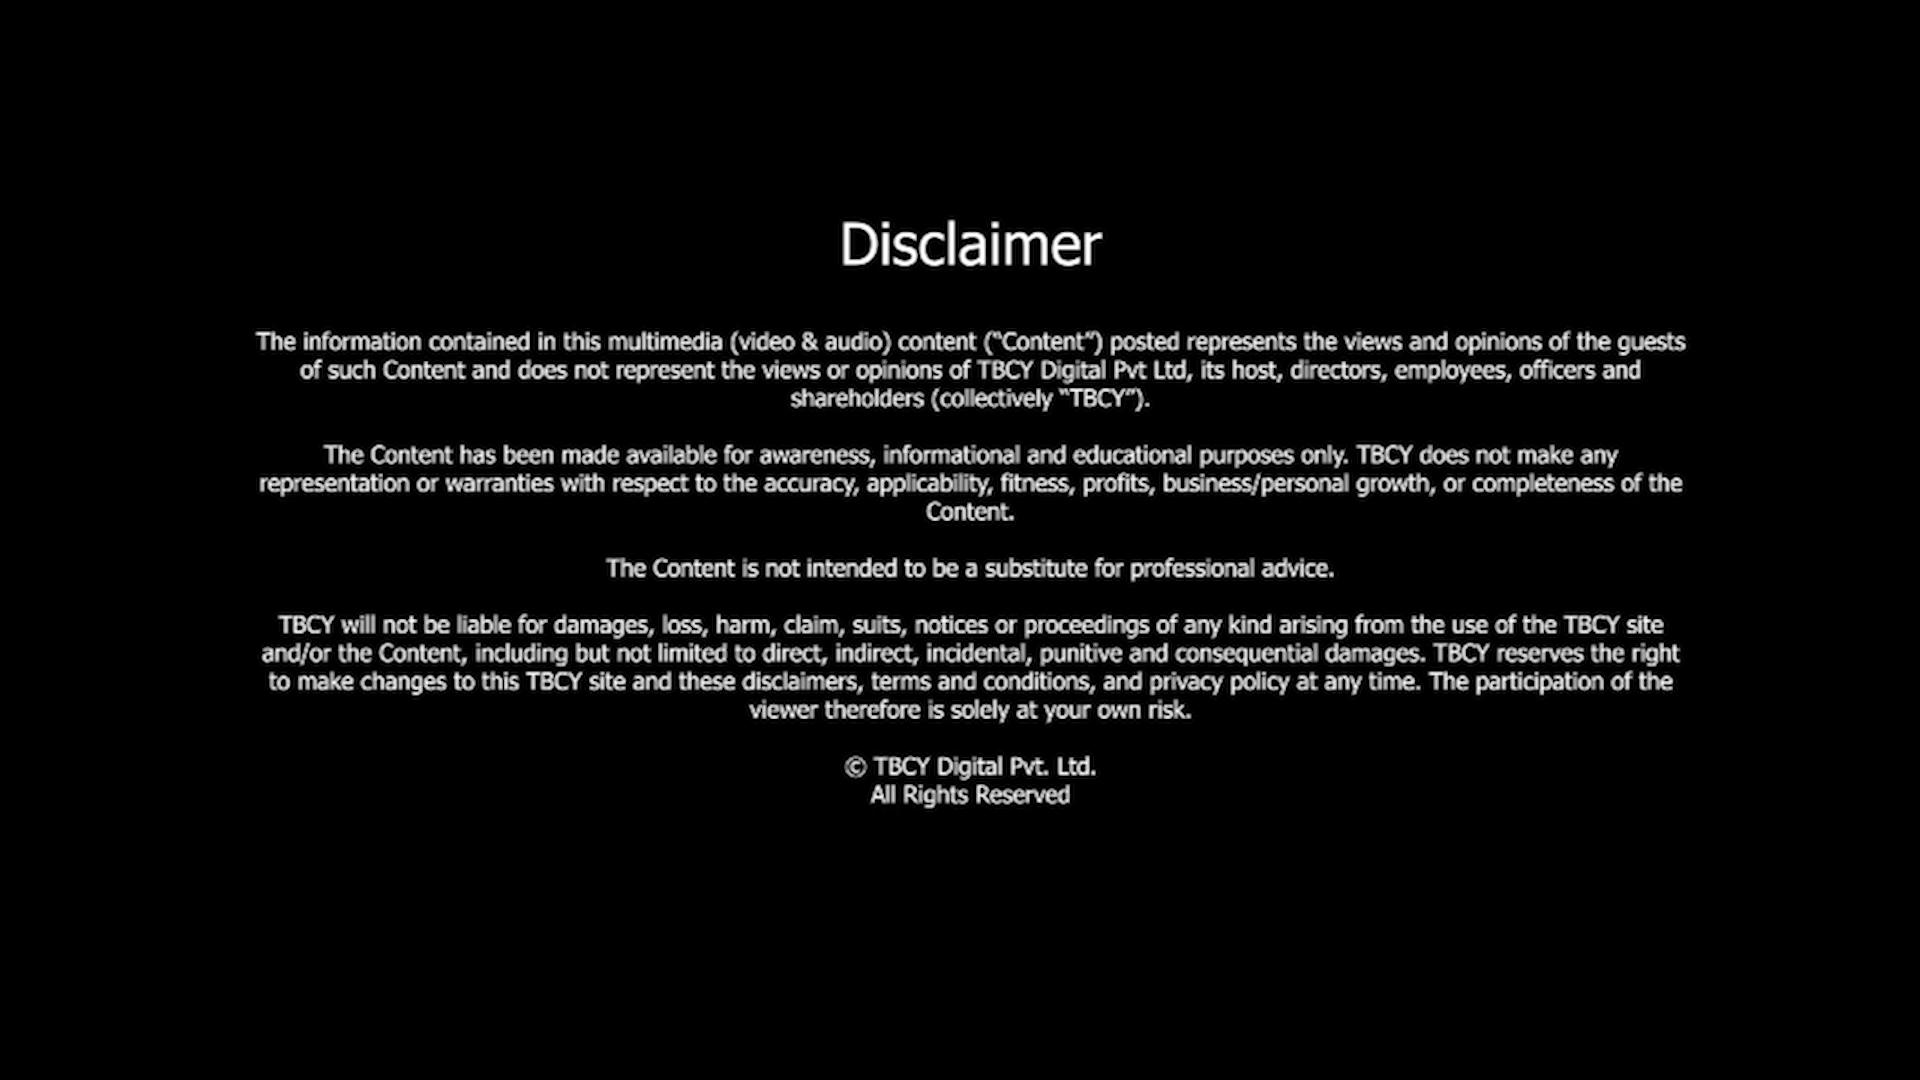 Disclaimer
The information contained in this multimedia (video & audio) content (“Content”) posted represents the views and opinions of the guests
of such Content and does not represent the views or opinions of TBCY Digital Pvt Ltd, its host, directors, employees, officers and
shareholders (collectively “TBCY”).
The Content has been made available for awareness, informational and educational purposes only. TBCY does not make any
representation or warranties with respect to the accuracy, applicability, fitness, profits, business/personal growth, or completeness of the
Content.
The Content is not intended to be a substitute for professional advice.
TBCY will not be liable for damages, loss, harm, claim, suits, notices or proceedings of any kind arising from the use of the TBCY site
and/or the Content, including but not limited to direct, indirect, incidental, punitive and consequential damages. TBCY reserves the right
to make changes to this TBCY site and these disclaimers, terms and conditions, and privacy policy at any time. The participation of the
viewer therefore is solely at your own risk.
© TBCY Digital Pvt. Ltd.
All Rights Reserved